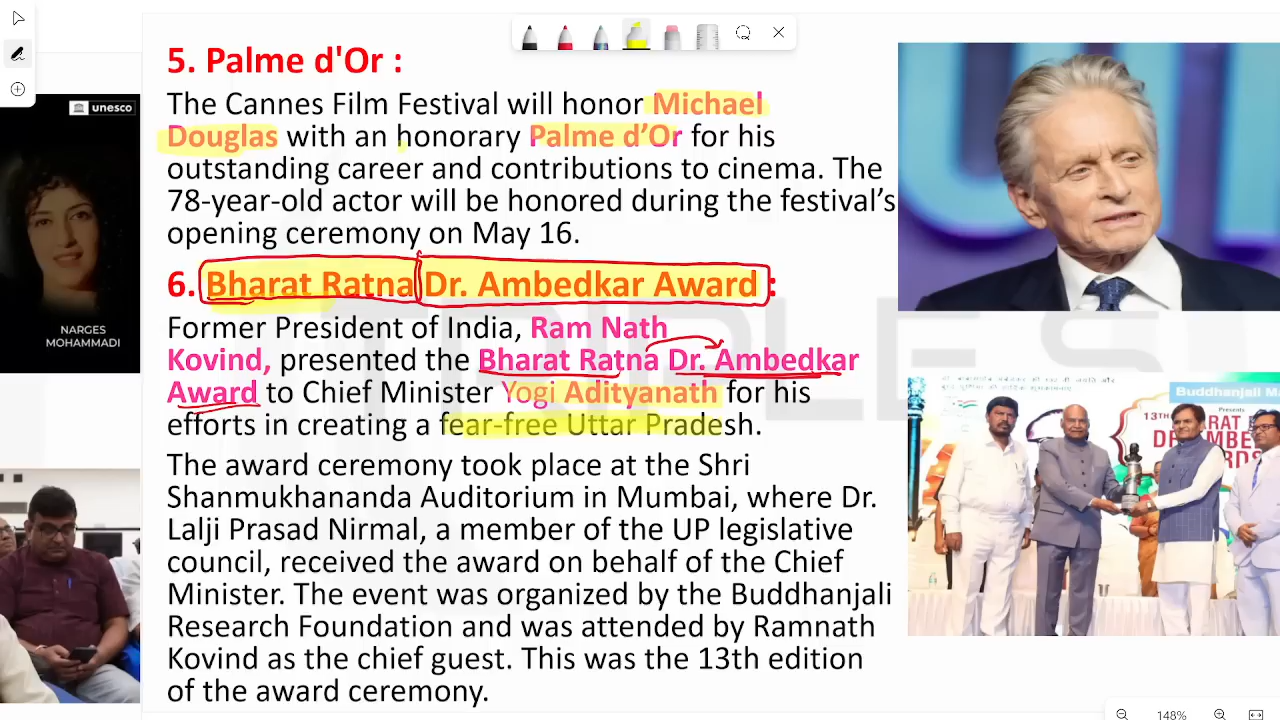 5. Palme d'Or :
The Cannes Film Festival will honor Michael
Douglas with an honorary Palme d’Or for his
outstanding career and contributions to cinema. The
78-year-old actor will be honored during the festival’s
opening ceremony on May 16.
6. Bharat Ratna Dr. Ambedkar Award :
Former President of India, Ram Nath
Kovind, presented the Bharat Ratna Dr. Ambedkar
Award to Chief Minister Yogi Adityanath for his
efforts in creating a fear-free Uttar Pradesh.
The award ceremony took place at the Shri
Shanmukhananda Auditorium in Mumbai, where Dr.
Lalji Prasad Nirmal, a member of the UP legislative
council, received the award on behalf of the Chief
Minister. The event was organized by the Buddhanjali
Research Foundation and was attended by Ramnath
Kovind as the chief guest. This was the 13th edition
of the award ceremony.
unesco
NARGES
MOHAMMADI
Buddhanjali
Presents
13TH
148%